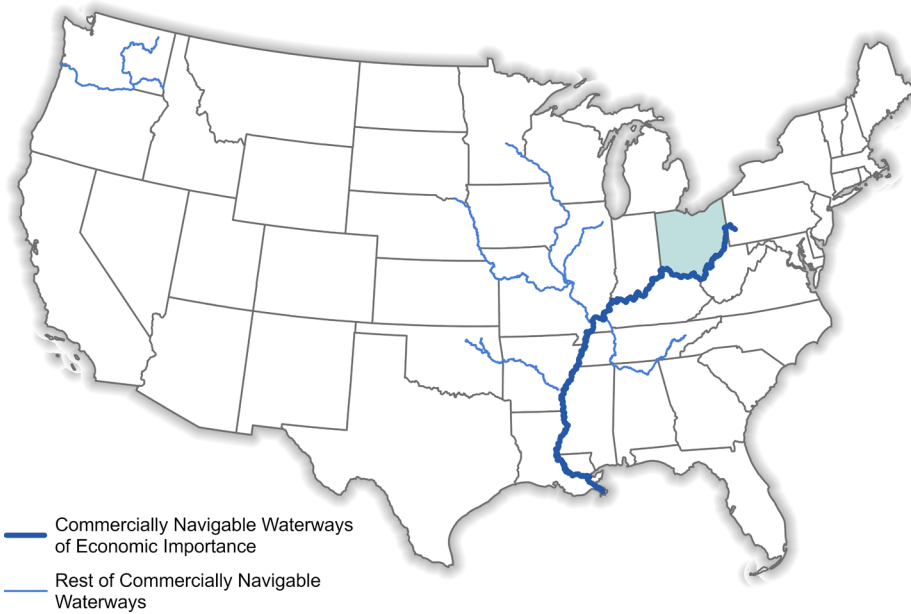 Commercially Navigable Waterways
of Economic Importance
Rest of Commercially Navigable
Waterways